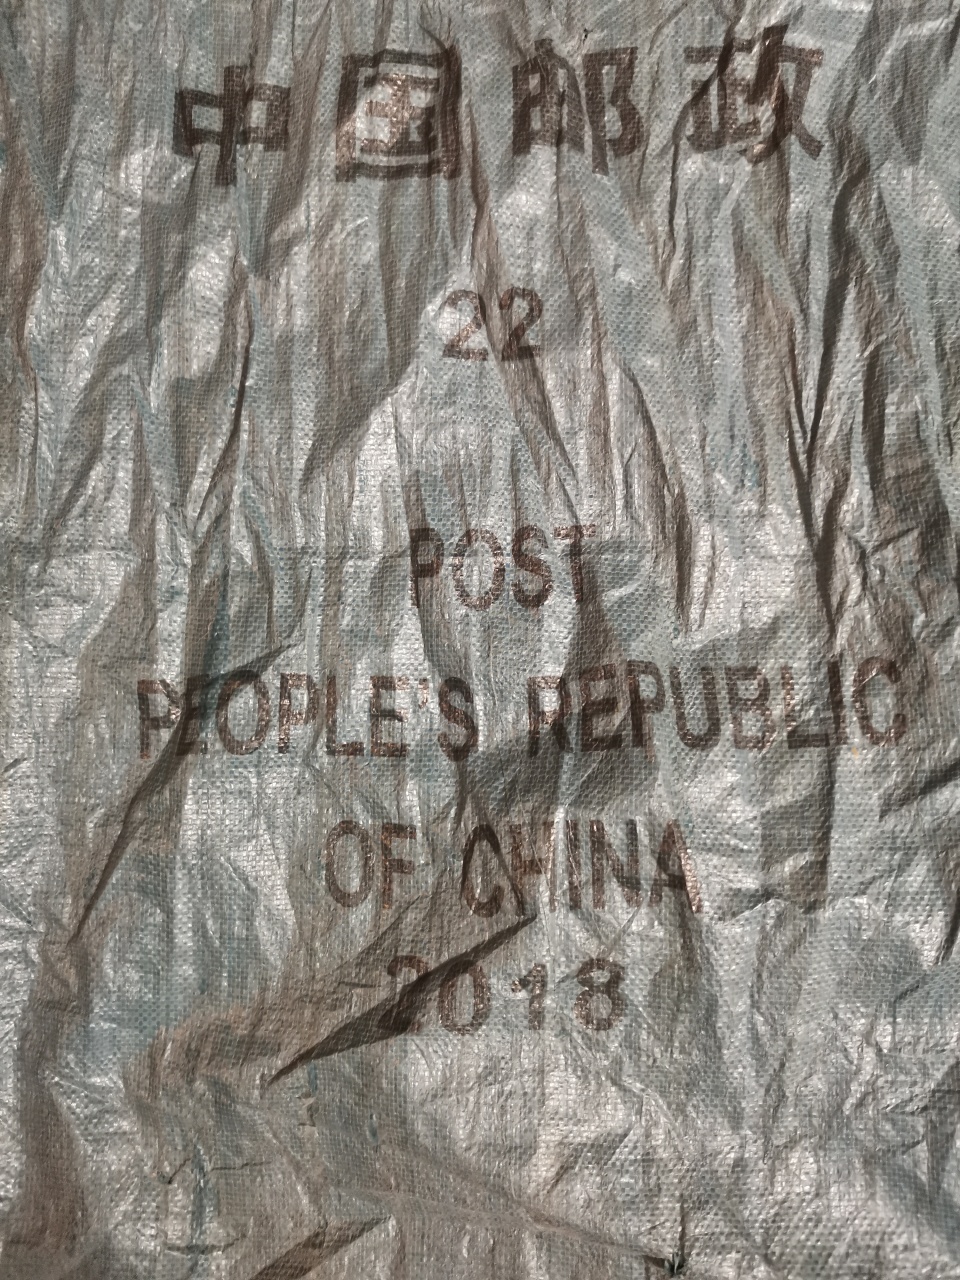 中国邮政
22
POST
PEOPLE'S REPUBLIC
OF CHINA
2018